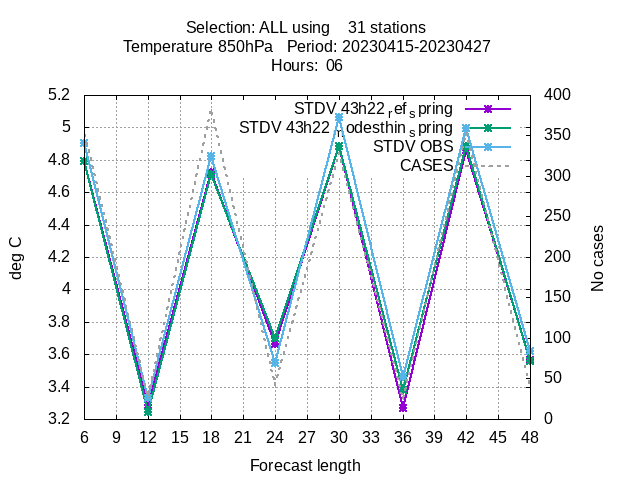 Selection: ALL using 31 stations
Temperature 850hPa Period: 20230415-20230427
Hours: 06
5.2
5
4.8
4.6
4.4
4.2
4
3.8
3.6
3.4
3.2
deg C
STDV 43h22 ref spring
STDV 43h22 nodesthin spring
STDV OBS
CASES
400
350
300
250
200
150
100
50
0
No cases
6 9 12 15 18 21 24 27 30 33 36 39 42 45 48
Forecast length